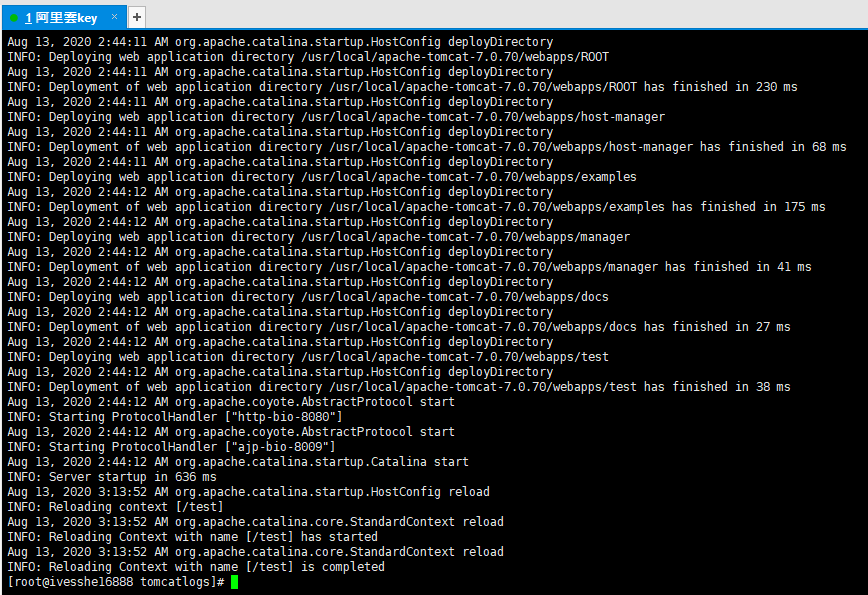 1 阿里云key × +
Aug 13, 2020 2:44:11 AM org.apache.catalina.startup.HostConfig deployDirectory
INFO: Deploying web application directory /usr/local/apache-tomcat-7.0.70/webapps/ROOT
Aug 13, 2020 2:44:11 AM org.apache.catalina.startup.HostConfig deployDirectory
INFO: Deployment of web application directory /usr/local/apache-tomcat-7.0.70/webapps/ROOT has finished in 230 ms
Aug 13, 2020 2:44:11 AM org.apache.catalina.startup.HostConfig deployDirectory
INFO: Deploying web application directory /usr/local/apache-tomcat-7.0.70/webapps/host-manager
Aug 13, 2020 2:44:11 AM org.apache.catalina.startup.HostConfig deployDirectory
INFO: Deployment of web application directory /usr/local/apache-tomcat-7.0.70/webapps/host-manager has finished in 68 ms
Aug 13, 2020 2:44:11 AM org.apache.catalina.startup.HostConfig deployDirectory
INFO: Deploying web application directory /usr/local/apache-tomcat-7.0.70/webapps/examples
Aug 13, 2020 2:44:12 AM org.apache.catalina.startup.HostConfig deployDirectory
INFO: Deployment of web application directory /usr/local/apache-tomcat-7.0.70/webapps/examples has finished in 175 ms
Aug 13, 2020 2:44:12 AM org.apache.catalina.startup.HostConfig deployDirectory
INFO: Deploying web application directory /usr/local/apache-tomcat-7.0.70/webapps/manager
Aug 13, 2020 2:44:12 AM org.apache.catalina.startup.HostConfig deployDirectory
INFO: Deployment of web application directory /usr/local/apache-tomcat-7.0.70/webapps/manager has finished in 41 ms
Aug 13, 2020 2:44:12 AM org.apache.catalina.startup.HostConfig deployDirectory
INFO: Deploying web application directory /usr/local/apache-tomcat-7.0.70/webapps/docs
Aug 13, 2020 2:44:12 AM org.apache.catalina.startup.HostConfig deployDirectory
INFO: Deployment of web application directory /usr/local/apache-tomcat-7.0.70/webapps/docs has finished in 27 ms
Aug 13, 2020 2:44:12 AM org.apache.catalina.startup.HostConfig deployDirectory
INFO: Deploying web application directory /usr/local/apache-tomcat-7.0.70/webapps/test
Aug 13, 2020 2:44:12 AM org.apache.catalina.startup.HostConfig deployDirectory
INFO: Deployment of web application directory /usr/local/apache-tomcat-7.0.70/webapps/test has finished in 38 ms
Aug 13, 2020 2:44:12 AM org.apache.coyote.AbstractProtocol start
INFO: Starting ProtocolHandler ["http-bio-8080"]
Aug 13, 2020 2:44:12 AM org.apache.coyote.AbstractProtocol start
INFO: Starting ProtocolHandler ["ajp-bio-8009"]
Aug 13, 2020 2:44:12 AM org.apache.catalina.startup.Catalina start
INFO: Server startup in 636 ms
Aug 13, 2020 3:13:52 AM org.apache.catalina.startup.HostConfig reload
INFO: Reloading context [/test]
Aug 13, 2020 3:13:52 AM org.apache.catalina.core.StandardContext reload
INFO: Reloading Context with name [/test] has started
Aug 13, 2020 3:13:52 AM org.apache.catalina.core.StandardContext reload
INFO: Reloading Context with name [/test] is completed
[root@ivesshe16888 tomcatlogs]#